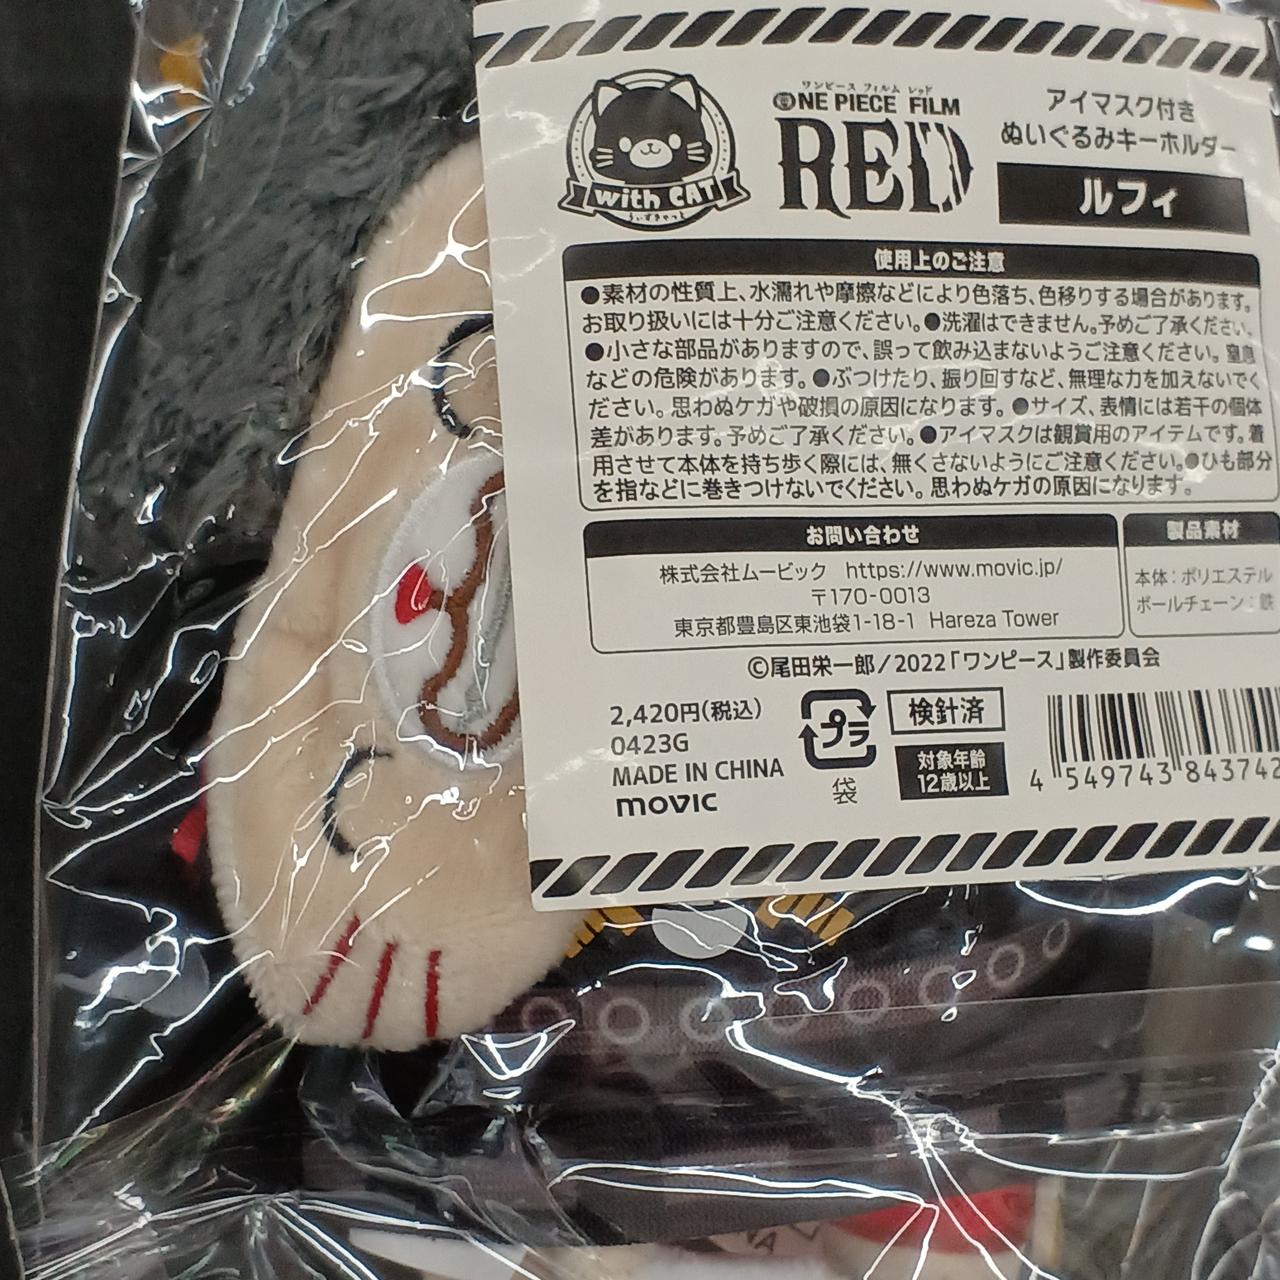 with CAT
うぃずきゃっと
ワンピース フィルム レッド
ONE PIECE FILM
RED
アイマスク付き
ぬいぐるみキーホルダー
ルフィ
使用上のご注意
●素材の性質上、水濡れや摩擦などにより色落ち、色移りする場合があります。
お取り扱いには十分ご注意ください。●洗濯はできません。予めご了承ください。
●小さな部品がありますので、誤って飲み込まないようご注意ください。窒息
などの危険があります。●ぶつけたり、振り回すなど、無理な力を加えないでく
ださい。思わぬケガや破損の原因になります。●サイズ、表情には若干の個体
差があります。予めご了承ください。●アイマスクは観賞用のアイテムです。着
用させて本体を持ち歩く際には、無くさないようにご注意ください。●ひも部分
を指などに巻きつけないでください。思わぬケガの原因になります。
お問い合わせ
株式会社ムービック https://www.movic.jp/
〒170-0013
東京都豊島区東池袋1-18-1 Hareza Tower
製品素材
本体：ポリエステル
ボールチェーン：鉄
©尾田栄一郎／2022「ワンピース」製作委員会
2,420円(税込)
0423G
MADE IN CHINA
movic
プラ
袋
検針済
対象年齢
12歳以上
4 549743 843742